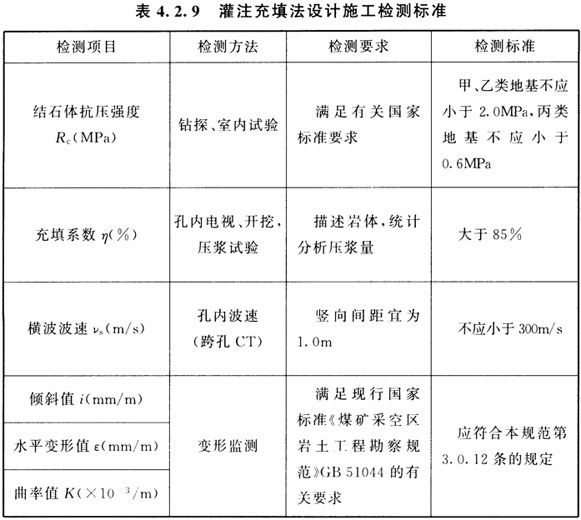 表 4.2.9 灌注充填法设计施工检测标准
检测项目
检测方法
检测要求
检测标准
结石体抗压强度
Rc(MPa)
钻探、室内试验
满足有关国家
标准要求
甲、乙类地基不应
小于 2.0MPa,丙类
地基不应小于
0.6MPa
充填系数 η(%)
孔内电视、开挖,
压浆试验
描述岩体,统计
分析压浆量
大于 85%
横波波速 νs(m/s)
孔内波速
(跨孔 CT)
竖向间距宜为
1.0m
不应小于 300m/s
倾斜值 i(mm/m)
水平变形值 ε(mm/m)
曲率值 K(×10⁻³/m)
变形监测
满足现行国家
标准《煤矿采空区
岩土工程勘察规
范》GB 51044 的有
关要求
应符合本规范第
3.0.12 条的规定